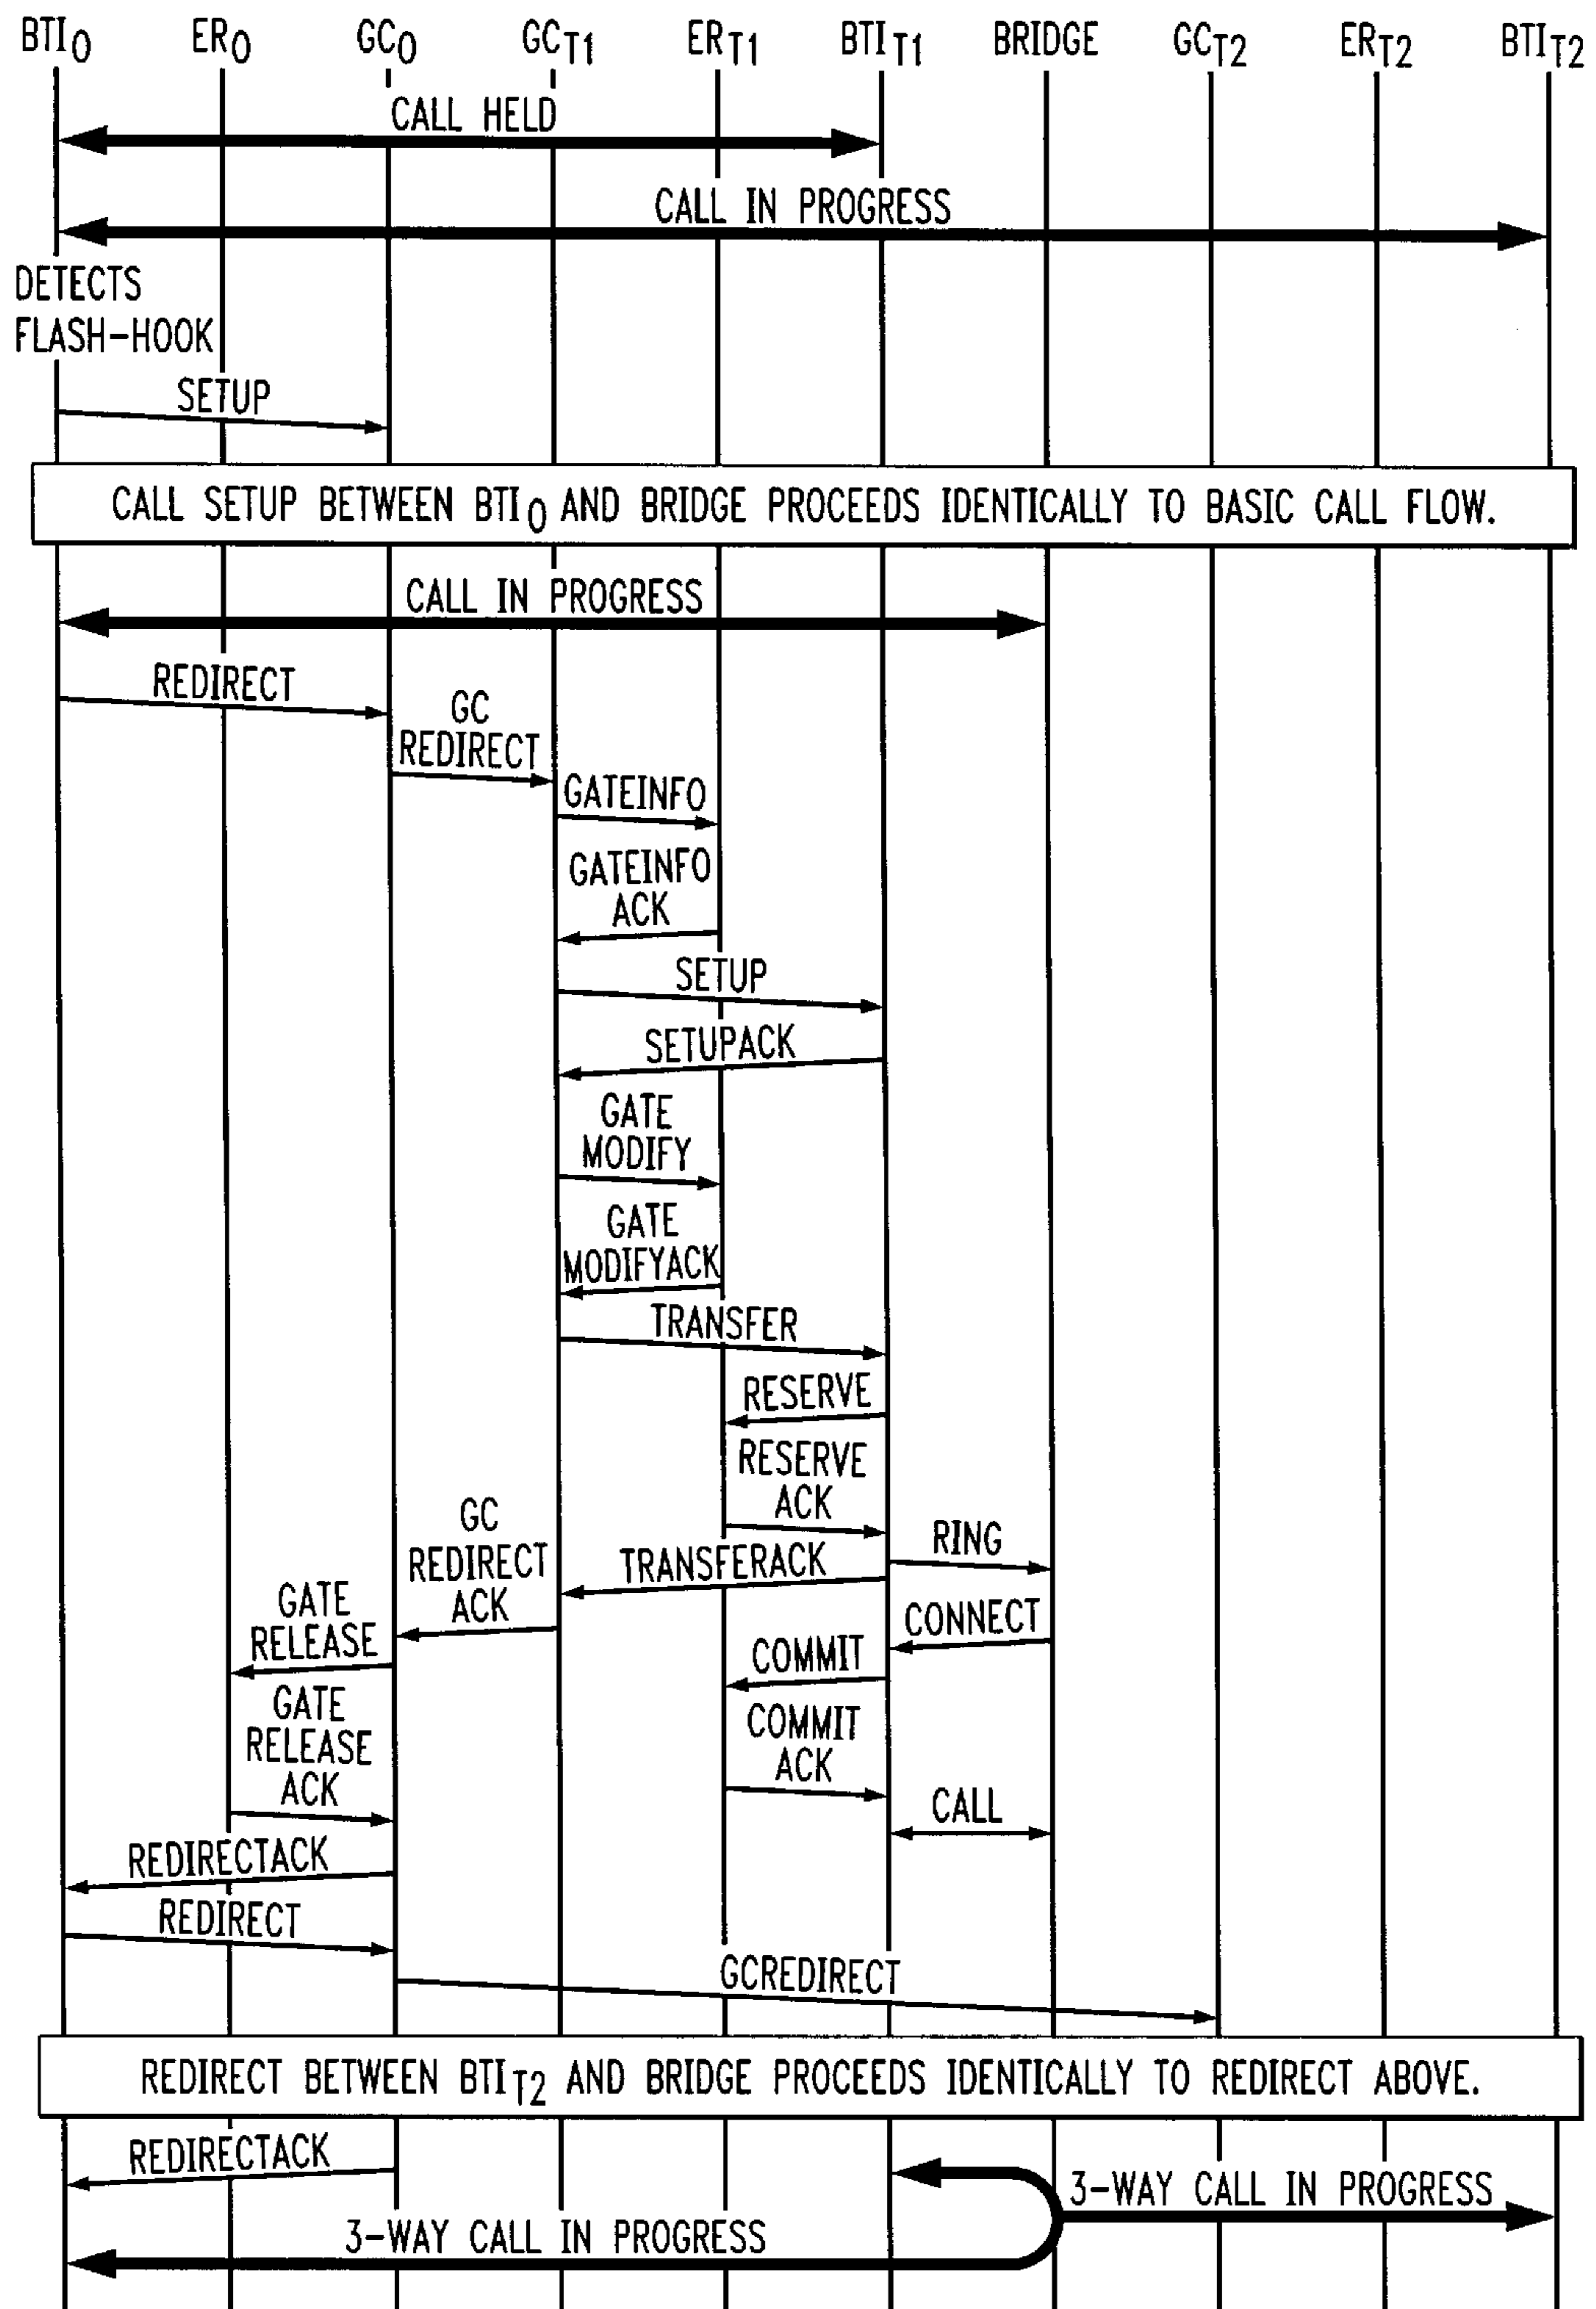 BTI0 ER0 GC0 GCT1 ERT1 BTIT1 BRIDGE GCT2 ERT2 BTIT2
CALL HELD
CALL IN PROGRESS
DETECTS
FLASH-HOOK
SETUP
CALL SETUP BETWEEN BTI0 AND BRIDGE PROCEEDS IDENTICALLY TO BASIC CALL FLOW.
CALL IN PROGRESS
REDIRECT
GC
REDIRECT
GATEINFO
GATEINFO
ACK
SETUP
SETUPACK
GATE
MODIFY
GATE
MODIFYACK
TRANSFER
RESERVE
RESERVE
ACK
RING
TRANSFERACK
GC
REDIRECT
ACK
CONNECT
GATE
RELEASE
COMMIT
GATE
RELEASE
ACK
COMMIT
ACK
CALL
REDIRECTACK
REDIRECT
GCREDIRECT
REDIRECT BETWEEN BTIT2 AND BRIDGE PROCEEDS IDENTICALLY TO REDIRECT ABOVE.
REDIRECTACK
3-WAY CALL IN PROGRESS
3-WAY CALL IN PROGRESS